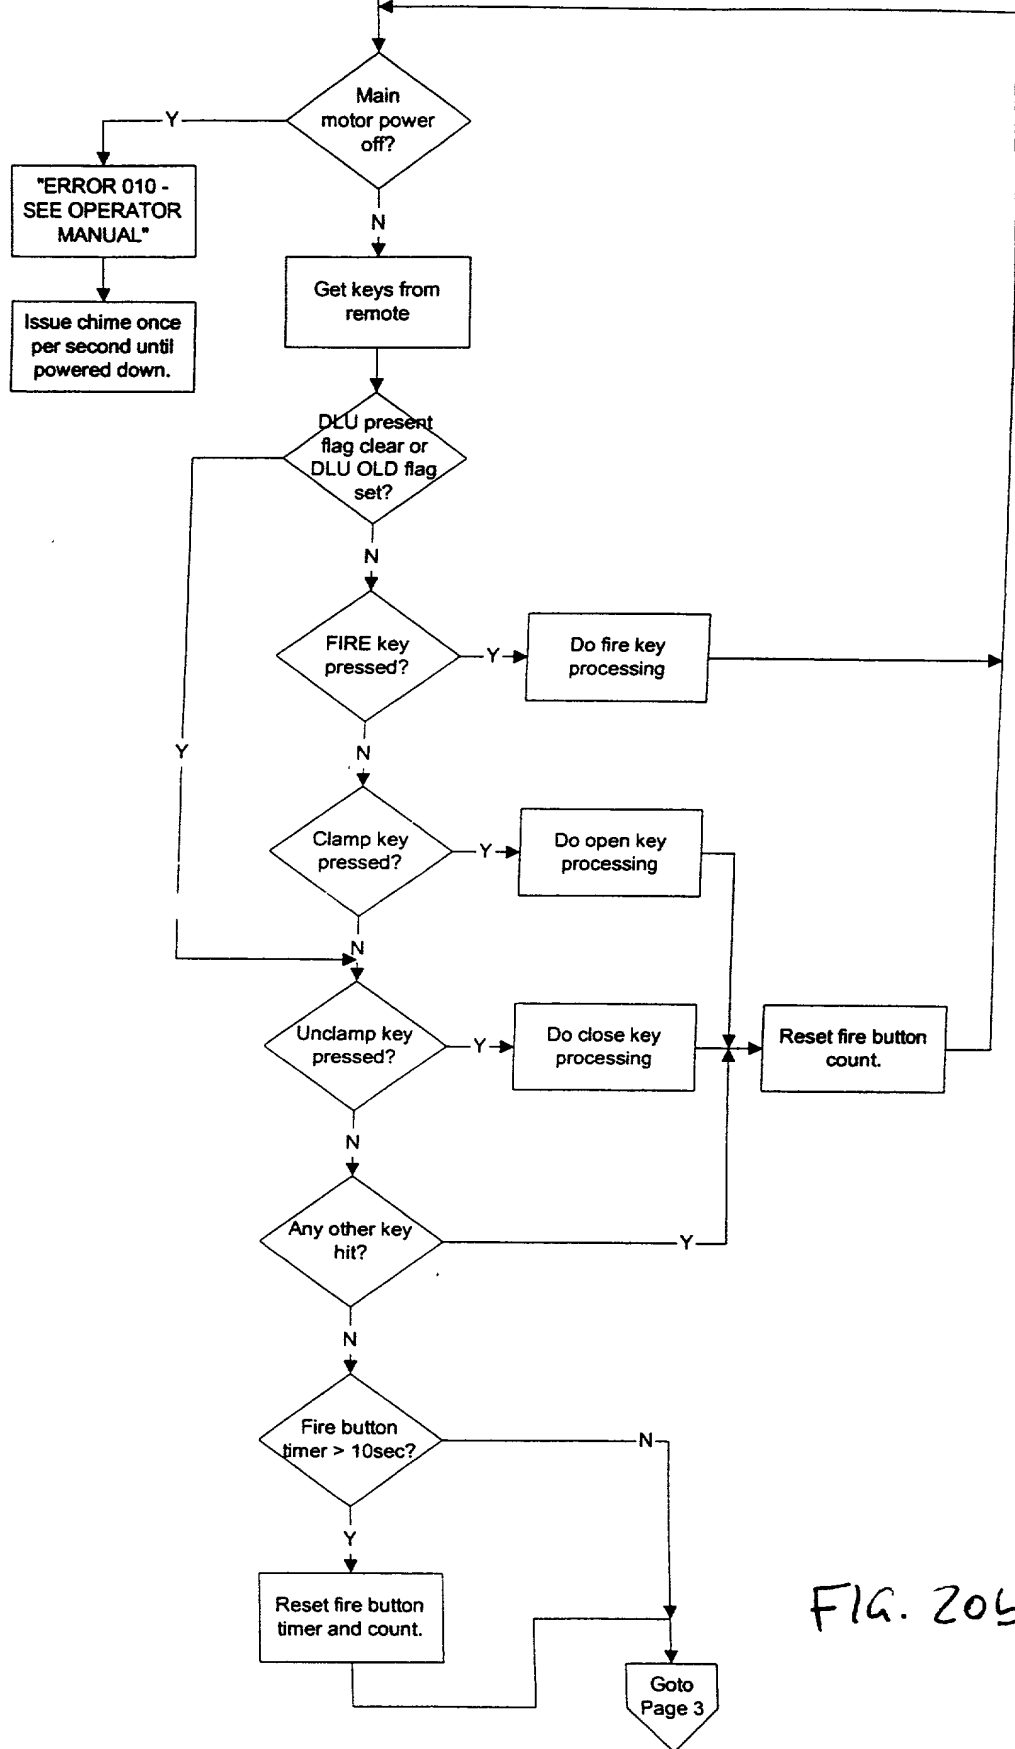 Main
motor power
off?
Y
"ERROR 010 -
SEE OPERATOR
MANUAL"
N
Get keys from
remote
Issue chime once
per second until
powered down.
DLU present
flag clear or
DLU OLD flag
set?
N
FIRE key
pressed?
Y
Do fire key
processing
Y
N
Clamp key
pressed?
Y
Do open key
processing
N
Unclamp key
pressed?
Y
Do close key
processing
Reset fire button
count.
N
Any other key
hit?
Y
N
Fire button
timer > 10sec?
N
Y
Reset fire button
timer and count.
FIG. 20b
Goto
Page 3